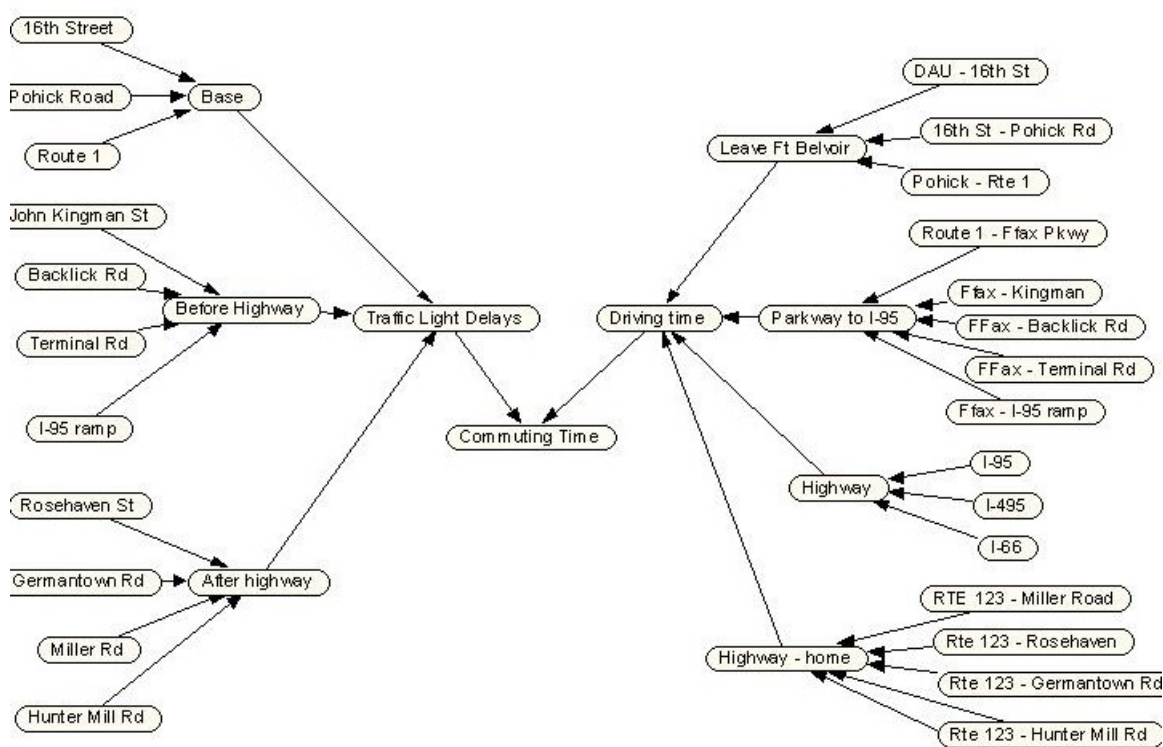 16th Street
Pohick Road
Base
Route 1
John Kingman St
Backlick Rd
Before Highway
Terminal Rd
I-95 ramp
Traffic Light Delays
Rosehaven St
Germantown Rd
After highway
Miller Rd
Hunter Mill Rd
Commuting Time
Driving time
DAU - 16th St
16th St - Pohick Rd
Leave Ft Belvoir
Pohick - Rte 1
Route 1 - Ffax Pkwy
Ffax - Kingman
Parkway to I-95
FFax - Backlick Rd
FFax - Terminal Rd
Ffax - I-95 ramp
I-95
Highway
I-495
I-66
RTE 123 - Miller Road
Rte 123 - Rosehaven
Highway - home
Rte 123 - Germantown Rd
Rte 123 - Hunter Mill Rd